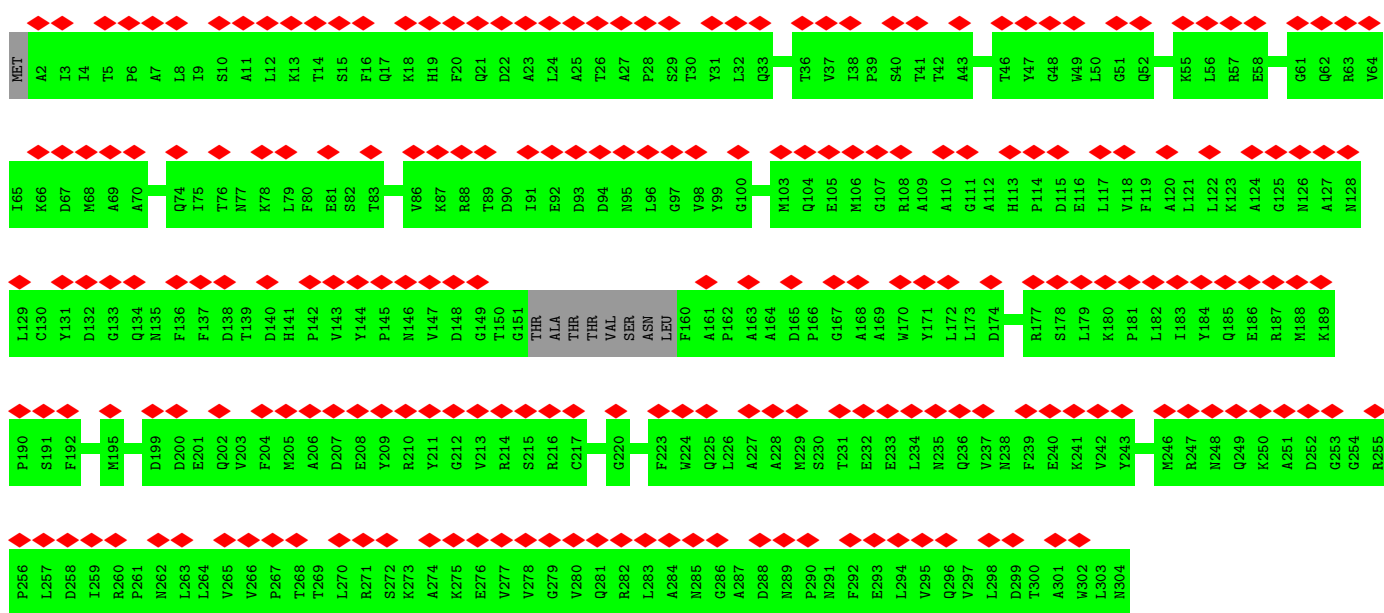 MET A2 I3 I4 T5 P6 A7 L8 I9 S10 A11 L12 K13 T14 S15 F16 Q17 K18 H19 F20 Q21 D22 A23 L24 A25 T26 A27 P28 S29 T30 Y31 L32 Q33 T36 V37 I38 P39 S40 T41 T42 A43 T46 Y47 G48 W49 L50 G51 Q52 K55 L56 R57 E58 G61 Q62 R63 V64
I65 K66 D67 M68 A69 A70 Q74 I75 T76 N77 K78 L79 F80 E81 S82 T83 V86 K87 R88 T89 D90 I91 E92 D93 D94 N95 L96 G97 V98 Y99 G100 M103 Q104 E105 M106 G107 R108 A109 A110 G111 A112 H113 P114 D115 E116 L117 V118 F119 A120 L121 L122 K123 A124 G125 N126 A127 N128
L129 C130 Y131 D132 G133 Q134 N135 F136 F137 D138 T139 D140 H141 P142 V143 Y144 P145 N146 V147 D148 G149 T150 G151 THR ALA THR THR VAL SER ASN LEU F160 A161 P162 A163 A164 D165 P166 G167 A168 A169 W170 Y171 L172 L173 D174 R177 S178 L179 K180 P181 L182 I183 Y184 Q185 E186 R187 M188 K189
P190 S191 F192 M195 D199 D200 E201 Q202 V203 F204 M205 A206 D207 E208 Y209 R210 Y211 G212 V213 R214 S215 R216 C217 G220 F223 W224 Q225 L226 A227 A228 M229 S230 T231 E232 E233 L234 N235 Q236 V237 N238 F239 E240 K241 V242 Y243 M246 R247 N248 Q249 K250 A251 D252 G253 G254 R255
P256 L257 D258 I259 R260 P261 N262 L263 L264 V265 V266 P267 T268 T269 L270 R271 S272 K273 A274 K275 E276 V277 V278 G279 V280 Q281 R282 L283 A284 N285 G286 A287 D288 N289 P290 N291 F292 E293 L294 V295 Q296 V297 L298 D299 T300 A301 W302 L303 N304